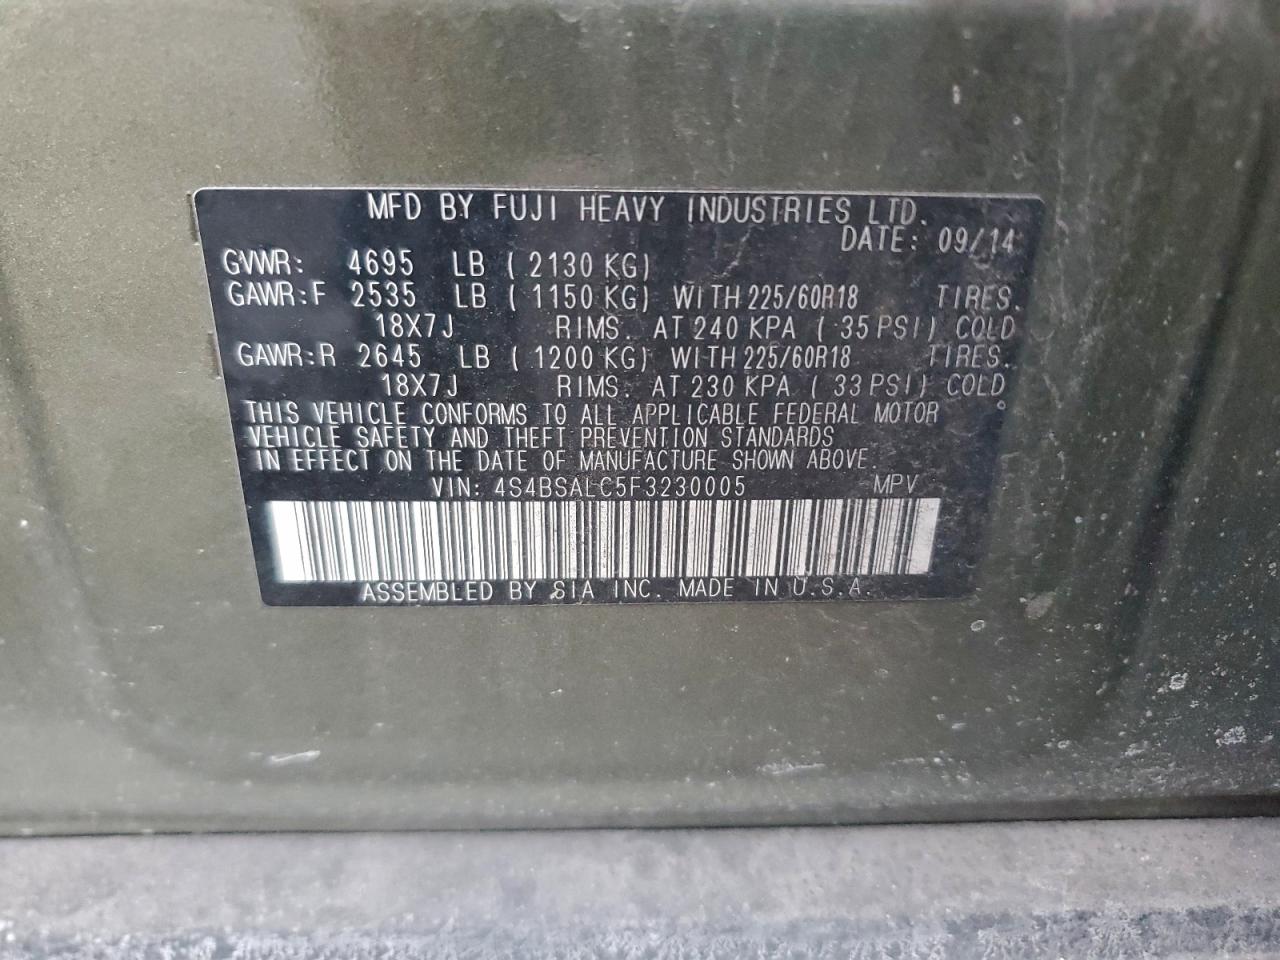 MFD BY FUJI HEAVY INDUSTRIES LTD.
DATE: 09/14
GVWR: 4695 LB ( 2130 KG)
GAWR:F 2535 LB ( 1150 KG) WITH 225/60R18 TIRES.
18X7J RIMS. AT 240 KPA ( 35 PSI) COLD
GAWR:R 2645 LB ( 1200 KG) WITH 225/60R18 TIRES.
18X7J RIMS. AT 230 KPA ( 33 PSI) COLD
THIS VEHICLE CONFORMS TO ALL APPLICABLE FEDERAL MOTOR
VEHICLE SAFETY AND THEFT PREVENTION STANDARDS
IN EFFECT ON THE DATE OF MANUFACTURE SHOWN ABOVE.
VIN: 4S4BSALC5F3230005 MPV
ASSEMBLED BY SIA INC. MADE IN U.S.A.